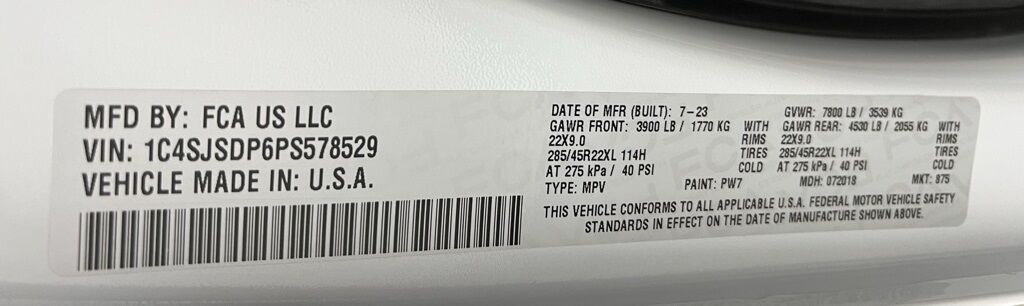 MFD BY: FCA US LLC
VIN: 1C4SJSDP6PS578529
VEHICLE MADE IN: U.S.A.
DATE OF MFR (BUILT): 7-23 GVWR: 7800 LB / 3539 KG
GAWR FRONT: 3900 LB / 1770 KG WITH GAWR REAR: 4530 LB / 2055 KG WITH
22X9.0 RIMS 22X9.0 RIMS
285/45R22XL 114H TIRES 285/45R22XL 114H TIRES
AT 275 kPa / 40 PSI COLD AT 275 kPa / 40 PSI COLD
TYPE: MPV PAINT: PW7 MDH: 072018 MKT: 875
THIS VEHICLE CONFORMS TO ALL APPLICABLE U.S.A. FEDERAL MOTOR VEHICLE SAFETY
STANDARDS IN EFFECT ON THE DATE OF MANUFACTURE SHOWN ABOVE.